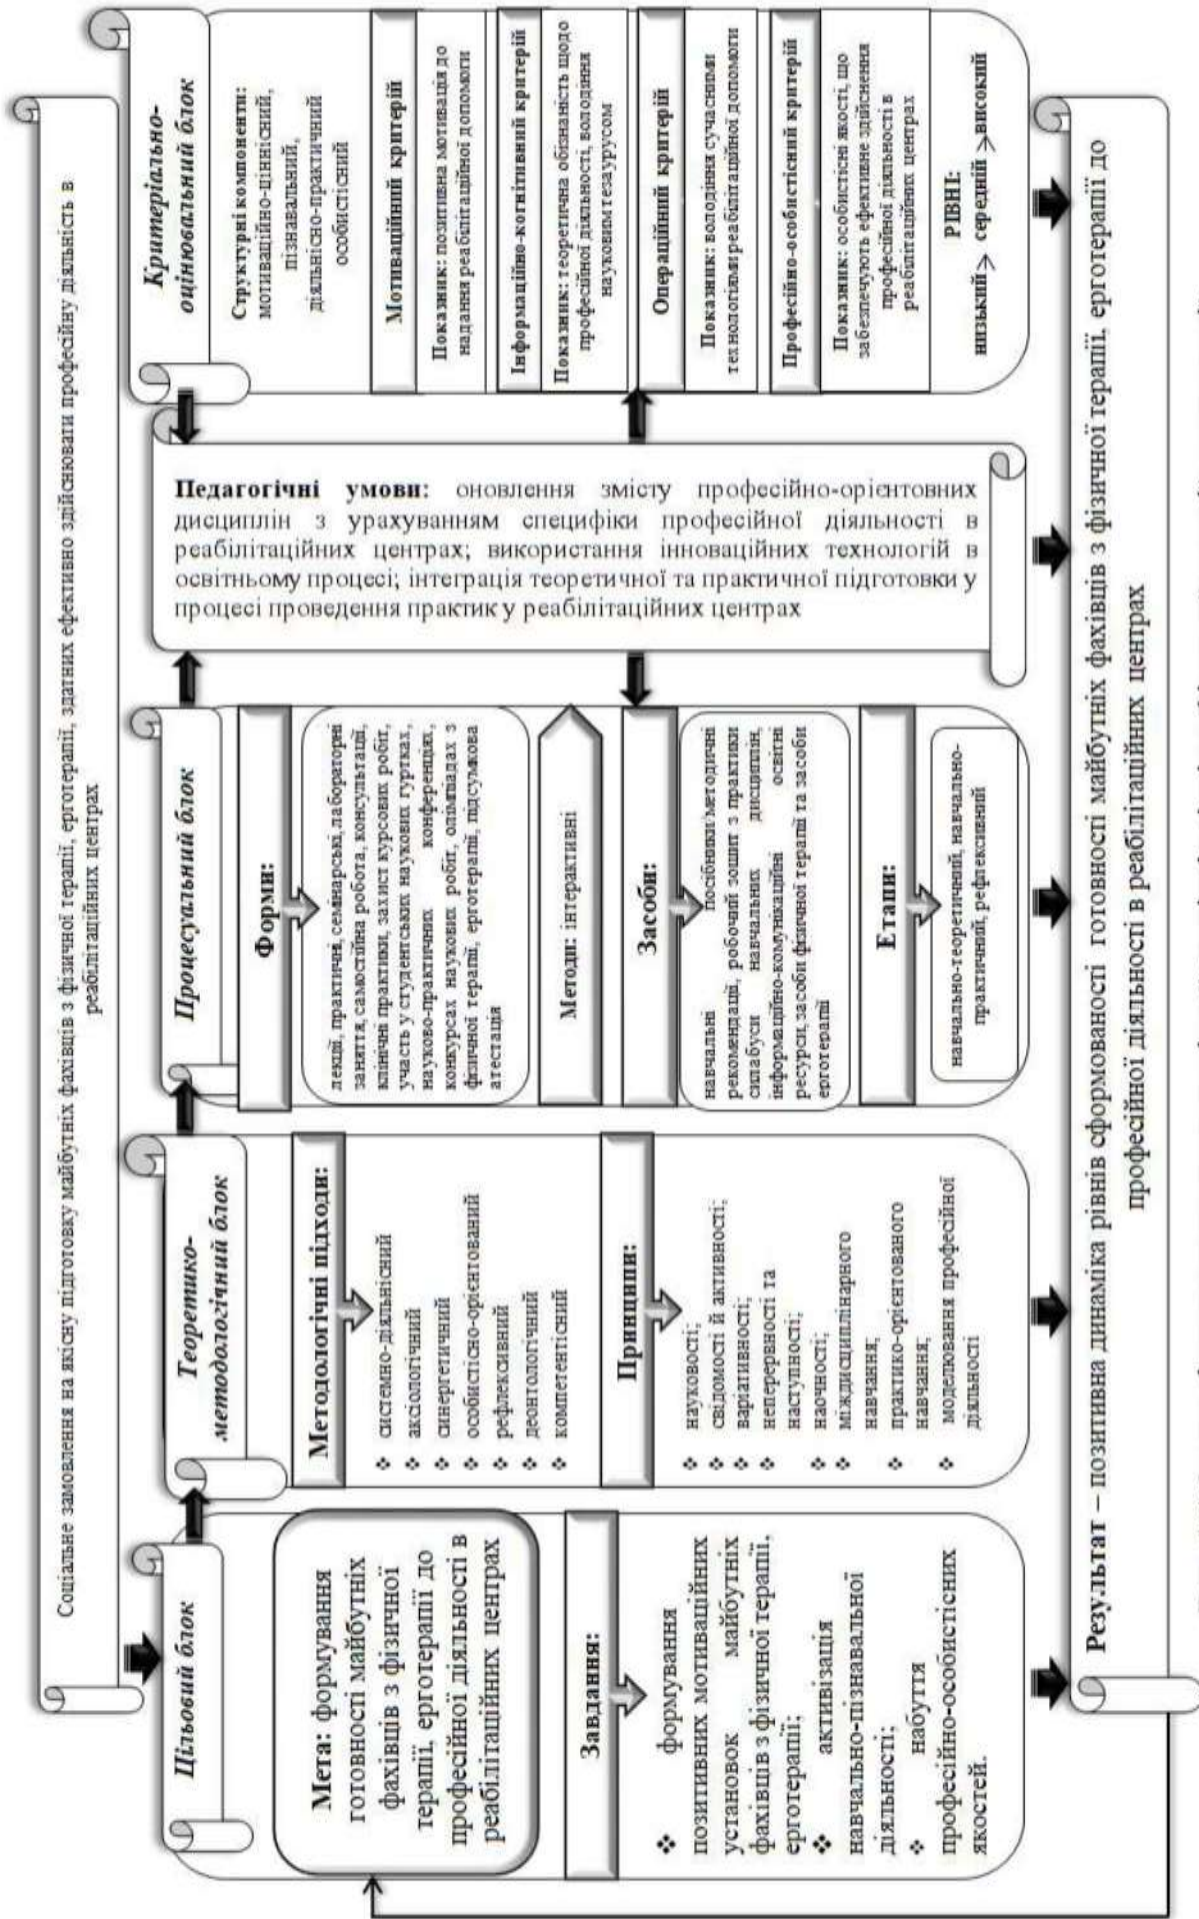 Соціальне замовлення на якісну підготовку майбутніх фахівців з фізичної терапії, ерготерапії, здатних ефективно здійснювати професійну діяльність в
реабілітаційних центрах
Цільовий блок
Мета: формування
готовності майбутніх
фахівців з фізичної
терапії, ерготерапії до
професійної діяльності в
реабілітаційних центрах
Завдання:
❖ формування
позитивних мотиваційних
установок майбутніх
фахівців з фізичної терапії,
ерготерапії;
❖ активізація
навчально-пізнавальної
діяльності;
❖ набуття
професійно-особистісних
якостей.
Теоретико-
методологічний блок
Методологічні підходи:
❖ системно-діяльнісний
❖ аксіологічний
❖ синергетичний
❖ особистісно-орієнтований
❖ рефлексивний
❖ деонтологічний
❖ компетентісний
Принципи:
❖ науковості;
❖ свідомості й активності;
❖ варіативності;
❖ неперервності та
наступності;
❖ наочності;
❖ міждисциплінарного
навчання;
❖ практико-орієнтованого
навчання;
❖ моделювання професійної
діяльності
Процесуальний блок
Форми:
лекції, практичні, семінарські, лабораторні
заняття, самостійна робота, консультації,
клінічні практики, захист курсових робіт,
участь у студентських наукових гуртках,
науково-практичних конференціях,
конкурсах наукових робіт, олімпіадах з
фізичної терапії, ерготерапії, підсумкова
атестація
Методи: інтерактивні
Засоби:
навчальні посібники методичні
рекомендації, робочий зошит з практики
силабуси навчальних дисциплін,
інформаційно-комунікаційні освітні
ресурси, засоби фізичної терапії та засоби
ерготерапії
Етапи:
навчально-теоретичний, навчально-
практичний, рефлексивний
Педагогічні умови: оновлення змісту професійно-орієнтовних
дисциплін з урахуванням специфіки професійної діяльності в
реабілітаційних центрах; використання інноваційних технологій в
освітньому процесі; інтеграція теоретичної та практичної підготовки у
процесі проведення практик у реабілітаційних центрах
Критеріально-
оцінювальний блок
Структурні компоненти:
мотиваційно-ціннісний,
пізнавальний,
діяльнісно-практичний
особистісний
Мотиваційний критерій
Показник: позитивна мотивація до
надання реабілітаційної допомоги
Інформаційно-когнітивний критерій
Показник: теоретична обізнаність щодо
професійної діяльності, володіння
науковим тезаурусом
Операційний критерій
Показник: володіння сучасними
технологіями реабілітаційної допомоги
Професійно-особистісний критерій
Показник: особистісні якості, що
забезпечують ефективне здійснення
професійної діяльності в
реабілітаційних центрах
РІВНІ:
низький → середній → високий
Результат – позитивна динаміка рівнів сформованості готовності майбутніх фахівців з фізичної терапії, ерготерапії до
професійної діяльності в реабілітаційних центрах